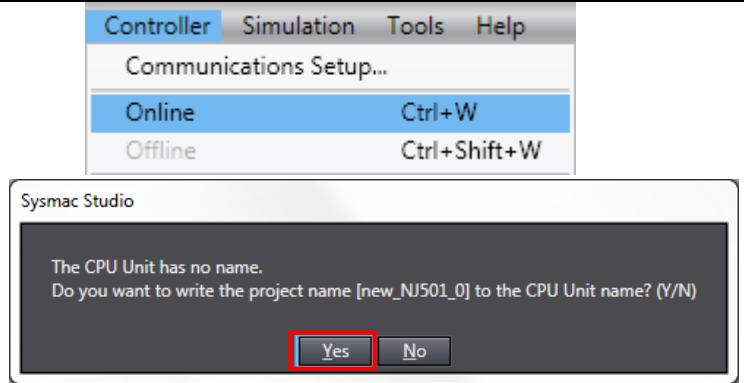 Controller Simulation Tools Help
Communications Setup...
Online Ctrl+W
Offline Ctrl+Shift+W
Sysmac Studio
The CPU Unit has no name.
Do you want to write the project name [new_NJ501_0] to the CPU Unit name? (Y/N)
Yes No